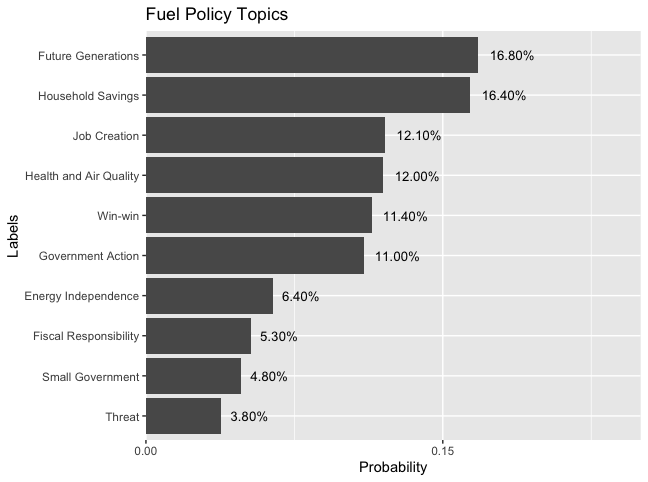 Fuel Policy Topics
Future Generations 16.80%
Household Savings 16.40%
Job Creation 12.10%
Health and Air Quality 12.00%
Win-win 11.40%
Government Action 11.00%
Energy Independence 6.40%
Fiscal Responsibility 5.30%
Small Government 4.80%
Threat 3.80%
Labels
0.00 0.15
Probability